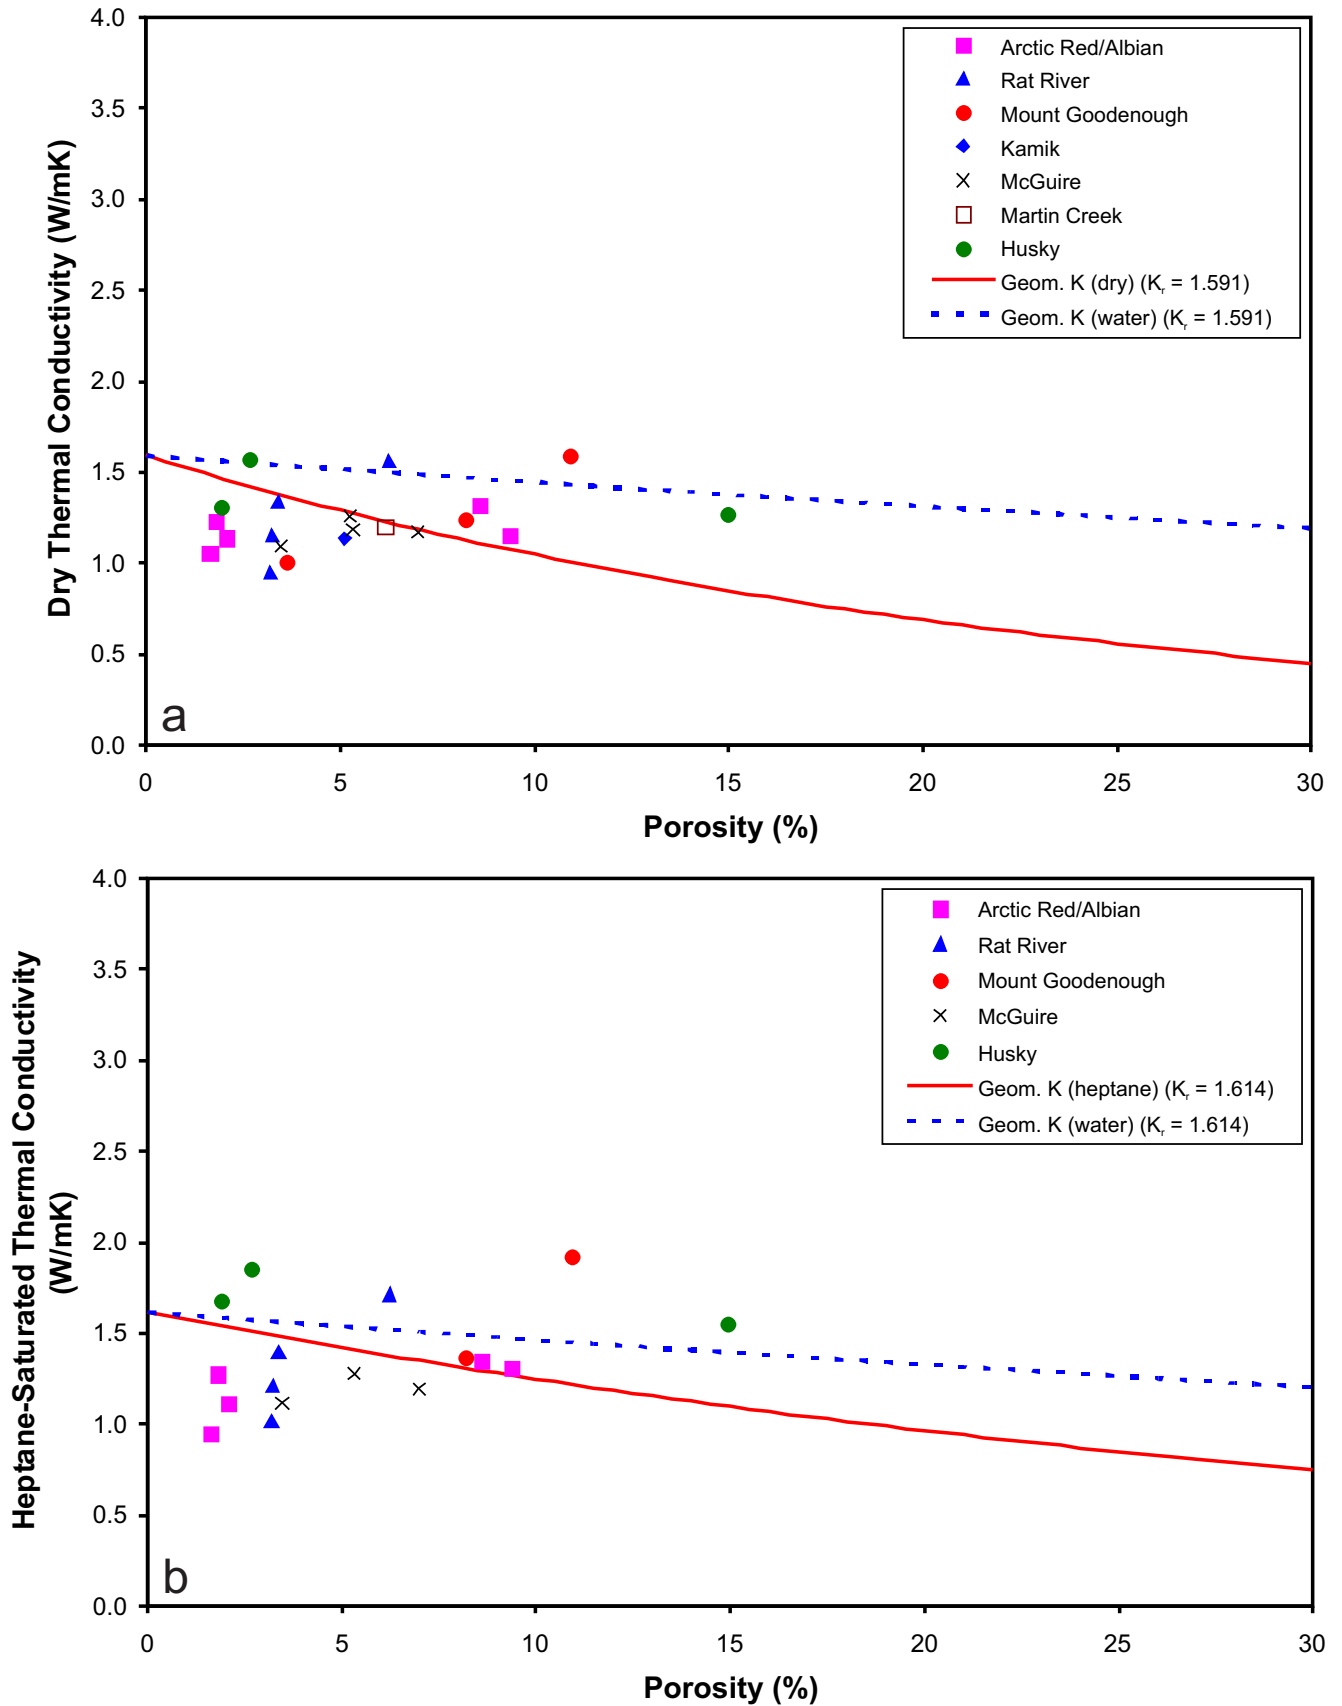 4.0
3.5
3.0
2.5
2.0
1.5
1.0
0.5
0.0
Dry Thermal Conductivity (W/mK)
Arctic Red/Albian
Rat River
Mount Goodenough
Kamik
McGuire
Martin Creek
Husky
Geom. K (dry) (Kr = 1.591)
Geom. K (water) (Kr = 1.591)
a
0 5 10 15 20 25 30
Porosity (%)
4.0
3.5
3.0
2.5
2.0
1.5
1.0
0.5
0.0
Heptane-Saturated Thermal Conductivity
(W/mK)
Arctic Red/Albian
Rat River
Mount Goodenough
McGuire
Husky
Geom. K (heptane) (Kr = 1.614)
Geom. K (water) (Kr = 1.614)
b
0 5 10 15 20 25 30
Porosity (%)